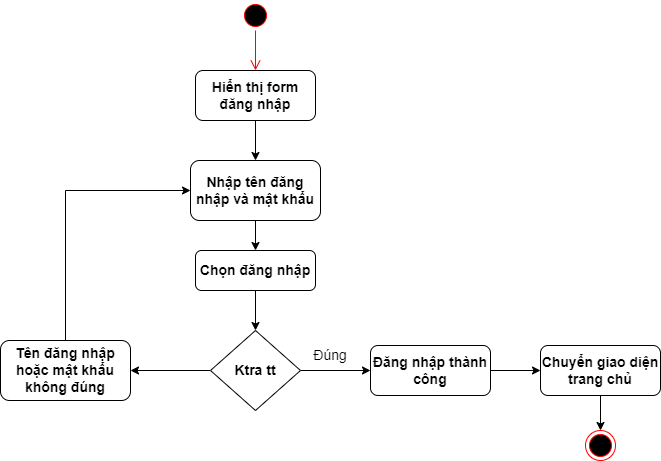 Hiển thị form
đăng nhập
Nhập tên đăng
nhập và mật khẩu
Chọn đăng nhập
Ktra tt
Đúng
Đăng nhập thành
công
Chuyển giao diện
trang chủ
Tên đăng nhập
hoặc mật khẩu
không đúng